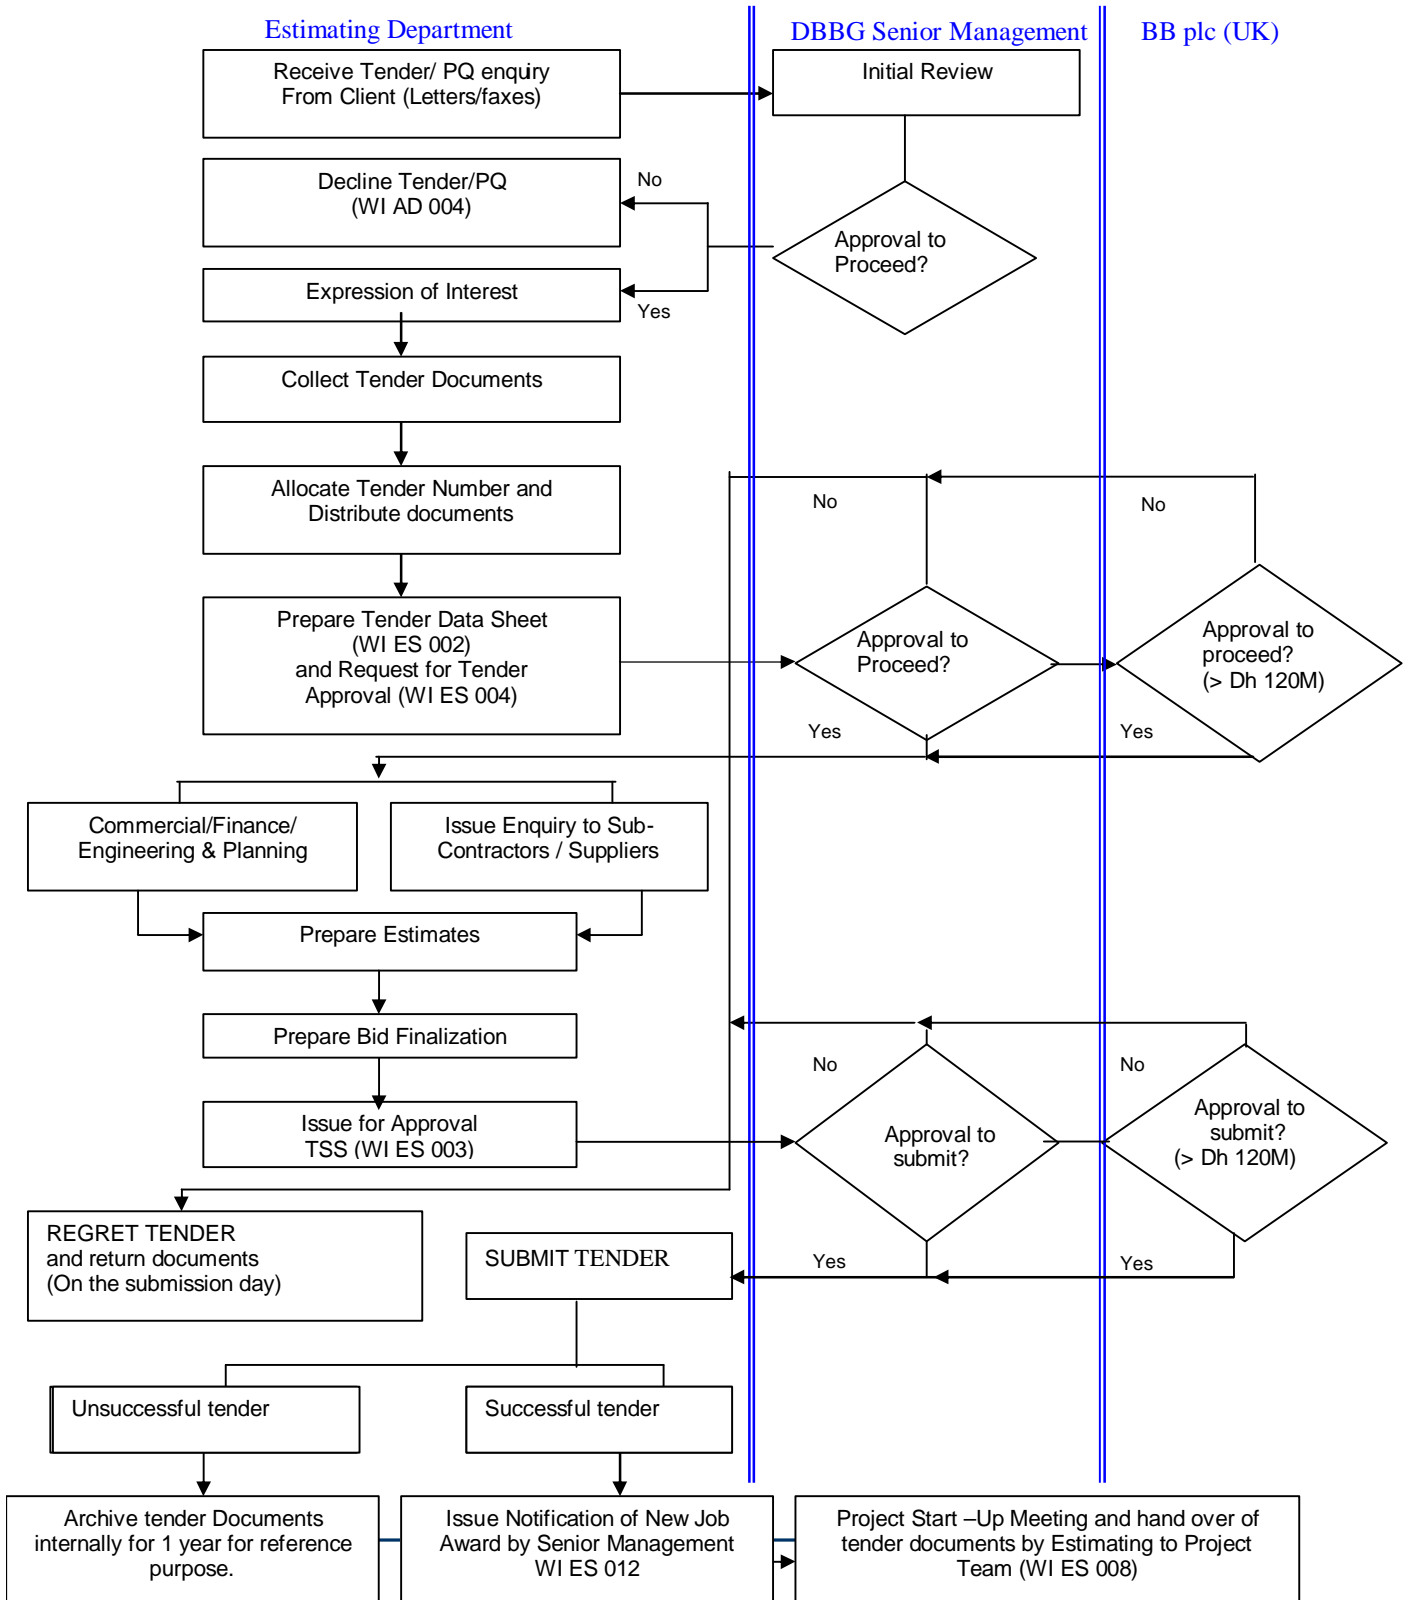 Estimating Department
DBBG Senior Management
BB plc (UK)
Receive Tender/ PQ enquiry
From Client (Letters/faxes)
Initial Review
Decline Tender/PQ
(WI AD 004)
No
Approval to
Proceed?
Expression of Interest
Yes
Collect Tender Documents
Allocate Tender Number and
Distribute documents
No
No
Prepare Tender Data Sheet
(WI ES 002)
and Request for Tender
Approval (WI ES 004)
Approval to
Proceed?
Approval to
proceed?
(> Dh 120M)
Yes
Yes
Commercial/Finance/
Engineering & Planning
Issue Enquiry to Sub-
Contractors / Suppliers
Prepare Estimates
Prepare Bid Finalization
No
No
Issue for Approval
TSS (WI ES 003)
Approval to
submit?
Approval to
submit?
(> Dh 120M)
REGRET TENDER
and return documents
(On the submission day)
SUBMIT TENDER
Yes
Yes
Unsuccessful tender
Successful tender
Archive tender Documents
internally for 1 year for reference
purpose.
Issue Notification of New Job
Award by Senior Management
WI ES 012
Project Start –Up Meeting and hand over of
tender documents by Estimating to Project
Team (WI ES 008)